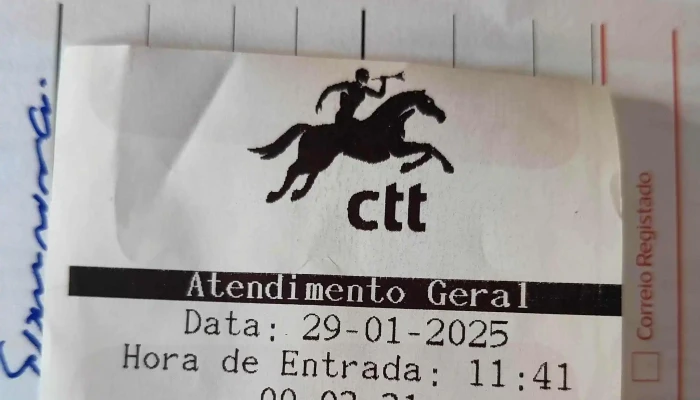 ctt
Atendimento Geral
Data: 29-01-2025
Hora de Entrada: 11:41
Correio Registado